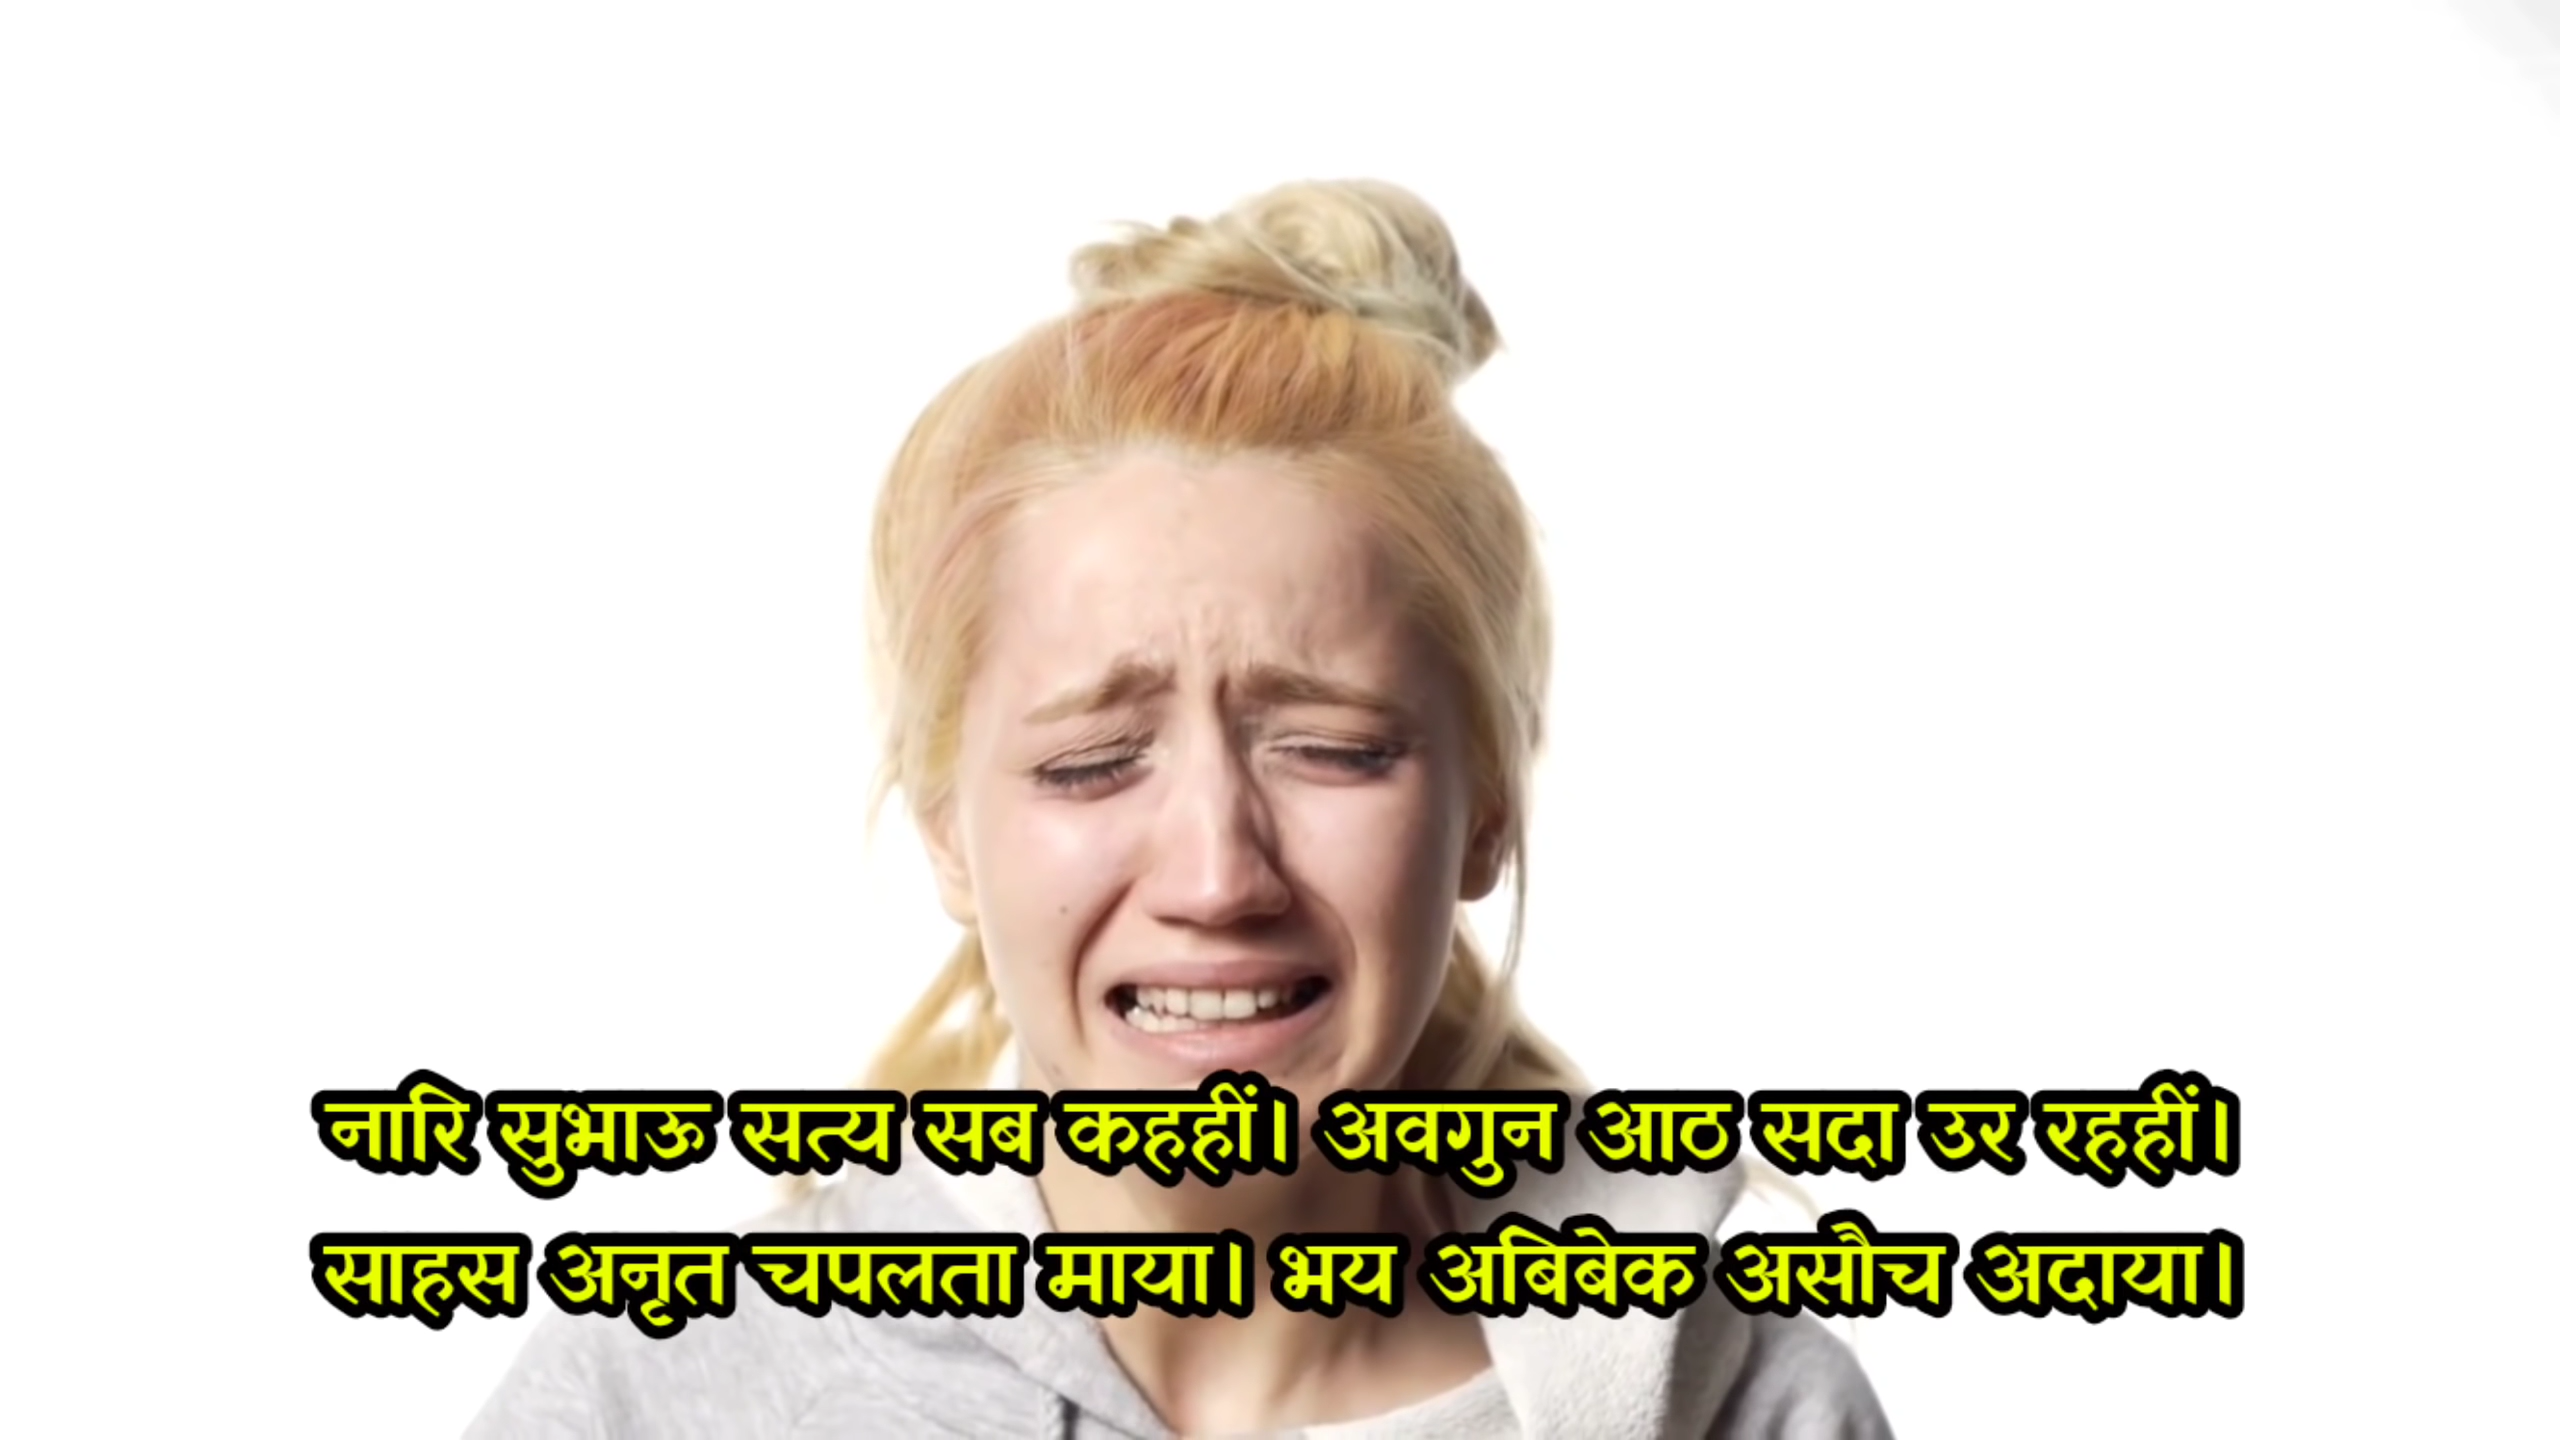 नारि सुभाऊ सत्य सब कहहीं। अवगुन आठ सदा उर रहहीं।
साहस अनृत चपलता माया। भय अबिबेक असौच अदाया।